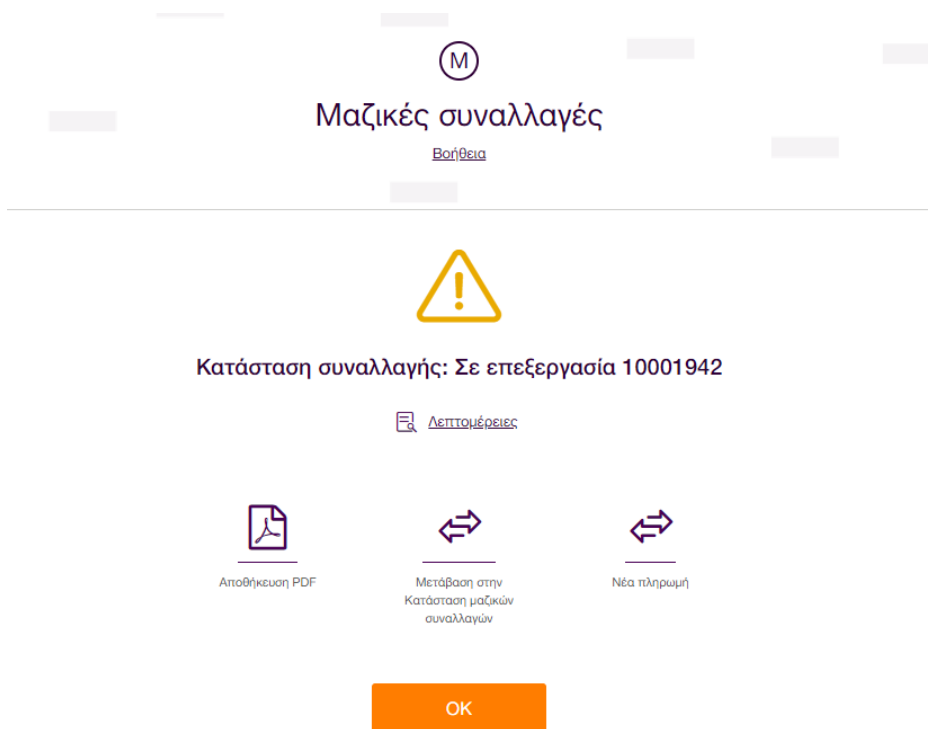 M
Μαζικές συναλλαγές
Βοήθεια
Κατάσταση συναλλαγής: Σε επεξεργασία 10001942
Λεπτομέρειες
Αποθήκευση PDF
Μετάβαση στην
Κατάσταση μαζικών
συναλλαγών
Νέα πληρωμή
OK